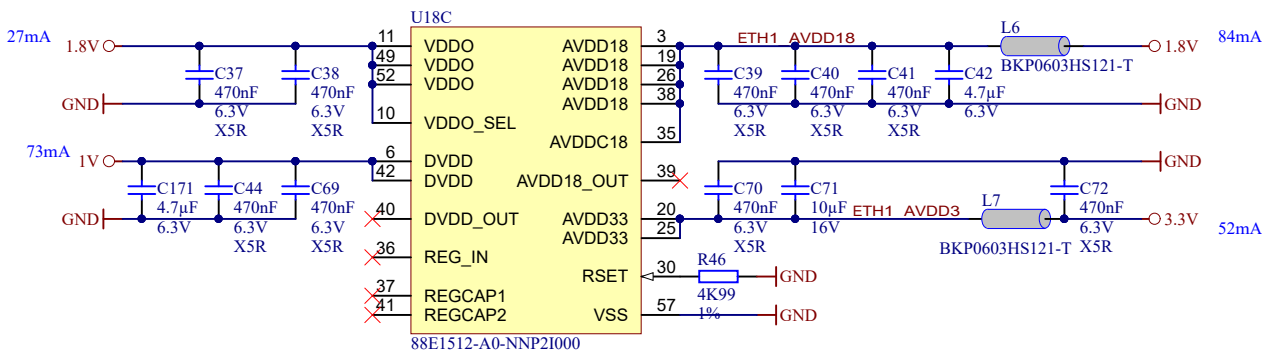 U18C
27mA
1.8V
11
VDDO
AVDD18
3
ETH1_AVDD18
L6
1.8V
84mA
49
VDDO
AVDD18
19
52
VDDO
AVDD18
26
BKP0603HS121-T
C37
470nF
6.3V
X5R
C38
470nF
6.3V
X5R
AVDD18
38
C39
470nF
6.3V
X5R
C40
470nF
6.3V
X5R
C41
470nF
6.3V
X5R
C42
4.7µF
6.3V
GND
GND
10
VDDO_SEL
AVDDC18
35
73mA
1V
6
DVDD
42
DVDD
AVDD18_OUT
39
GND
C171
4.7µF
6.3V
C44
470nF
6.3V
X5R
C69
470nF
6.3V
X5R
C70
470nF
6.3V
X5R
C71
10µF
16V
C72
470nF
6.3V
X5R
GND
40
DVDD_OUT
AVDD33
20
ETH1_AVDD3
L7
3.3V
52mA
AVDD33
25
BKP0603HS121-T
36
REG_IN
RSET
30
R46
4K99
1%
GND
37
REGCAP1
41
REGCAP2
VSS
57
GND
88E1512-A0-NNP2I000